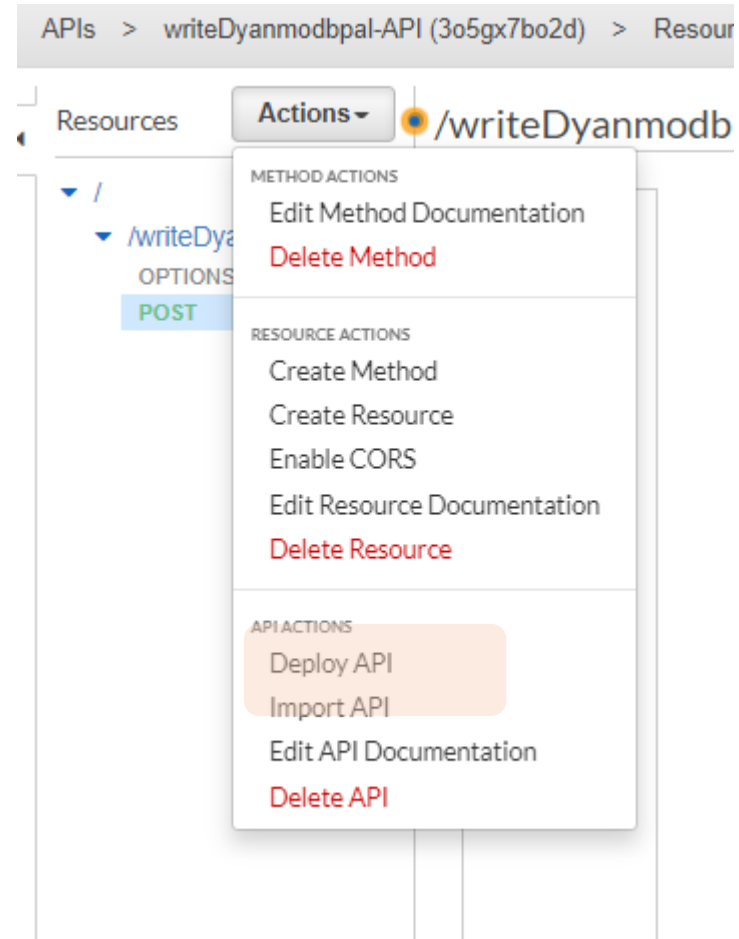 APIs > writeDyanmodbpal-API (3o5gx7bo2d) > Resour
Resources
Actions
/writeDyanmodb
/
/writeDya
OPTIONS
POST
METHOD ACTIONS
Edit Method Documentation
Delete Method
RESOURCE ACTIONS
Create Method
Create Resource
Enable CORS
Edit Resource Documentation
Delete Resource
API ACTIONS
Deploy API
Import API
Edit API Documentation
Delete API